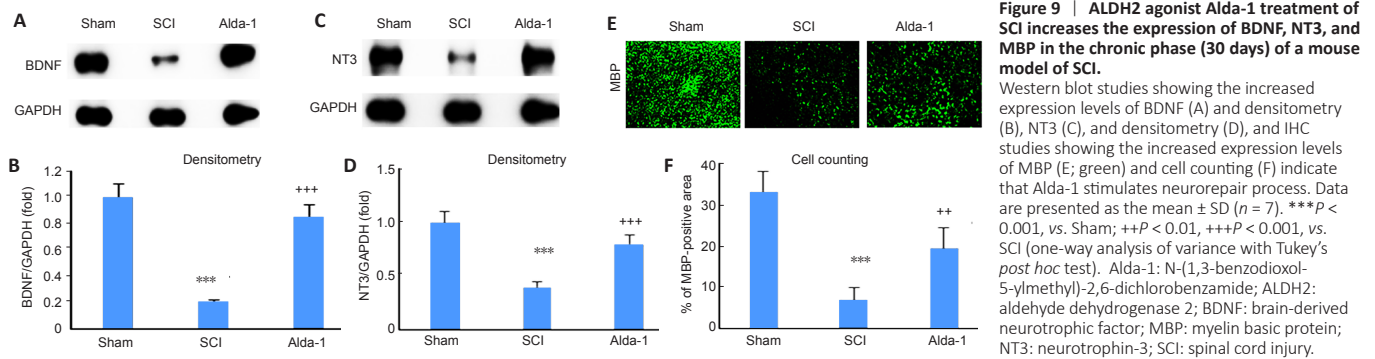 A
Sham SCI Alda-1
BDNF
GAPDH
B
Densitometry
BDNF/GAPDH (fold)
1.2
1.0
0.8
0.6
0.4
0.2
0
***
+++
Sham SCI Alda-1
C
Sham SCI Alda-1
NT3
GAPDH
D
Densitometry
NT3/GAPDH (fold)
1.5
1.0
0.5
0
***
+++
Sham SCI Alda-1
E
Sham SCI Alda-1
MBP
F
Cell counting
% of MBP-positive area
40
30
20
10
0
***
++
Sham SCI Alda-1
Figure 9 | ALDH2 agonist Alda-1 treatment of
SCI increases the expression of BDNF, NT3, and
MBP in the chronic phase (30 days) of a mouse
model of SCI.
Western blot studies showing the increased
expression levels of BDNF (A) and densitometry
(B), NT3 (C), and densitometry (D), and IHC
studies showing the increased expression levels
of MBP (E; green) and cell counting (F) indicate
that Alda-1 stimulates neurorepair process. Data
are presented as the mean ± SD (n = 7). ***P <
0.001, vs. Sham; ++P < 0.01, +++P < 0.001, vs.
SCI (one-way analysis of variance with Tukey’s
post hoc test). Alda-1: N-(1,3-benzodioxol-
5-ylmethyl)-2,6-dichlorobenzamide; ALDH2:
aldehyde dehydrogenase 2; BDNF: brain-derived
neurotrophic factor; MBP: myelin basic protein;
NT3: neurotrophin-3; SCI: spinal cord injury.